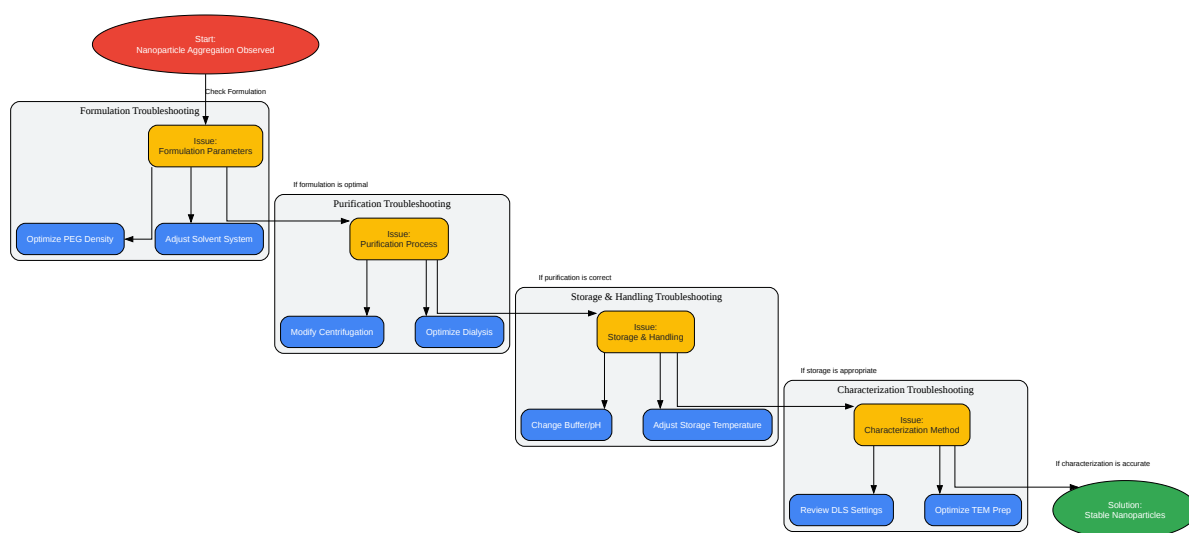 Start:
Nanoparticle Aggregation Observed
Check Formulation
Formulation Troubleshooting
Issue:
Formulation Parameters
Optimize PEG Density
Adjust Solvent System
If formulation is optimal
Purification Troubleshooting
Issue:
Purification Process
Modify Centrifugation
Optimize Dialysis
If purification is correct
Storage & Handling Troubleshooting
Issue:
Storage & Handling
Change Buffer/pH
Adjust Storage Temperature
If storage is appropriate
Characterization Troubleshooting
Issue:
Characterization Method
Review DLS Settings
Optimize TEM Prep
If characterization is accurate
Solution:
Stable Nanoparticles